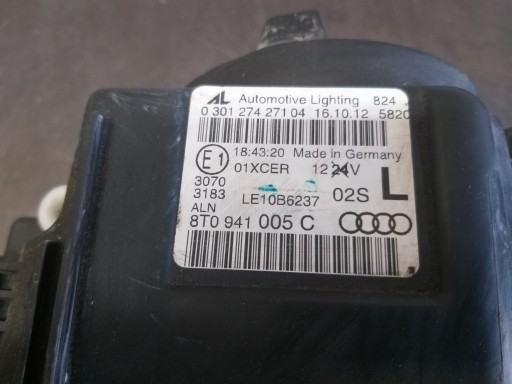 AL Automotive Lighting 824
0 301 274 271 04 16.10.12 5820
E1 18:43:20 Made in Germany
01XCER 12 24V
3070
3183 LE10B6237 02S L
ALN
8T0 941 005 C